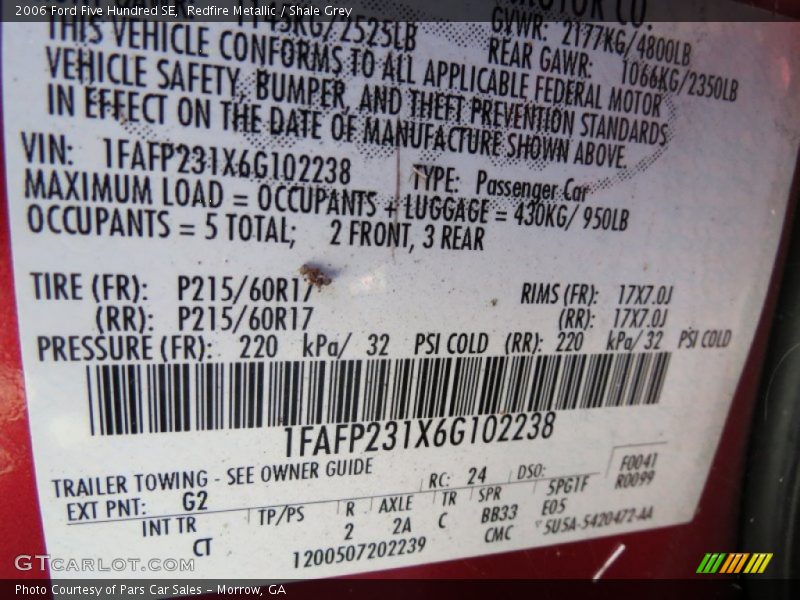 2006 Ford Five Hundred SE, Redfire Metallic / Shale Grey
MOTOR CO.
GVWR: 2177KG/4800LB
KG/2525LB REAR GAWR: 1066KG/2350LB
THIS VEHICLE CONFORMS TO ALL APPLICABLE FEDERAL MOTOR
VEHICLE SAFETY, BUMPER, AND THEFT PREVENTION STANDARDS
IN EFFECT ON THE DATE OF MANUFACTURE SHOWN ABOVE.
VIN: 1FAFP231X6G102238 TYPE: Passenger Car
MAXIMUM LOAD = OCCUPANTS + LUGGAGE = 430KG/ 950LB
OCCUPANTS = 5 TOTAL; 2 FRONT, 3 REAR
TIRE (FR): P215/60R17 RIMS (FR): 17X7.0J
(RR): P215/60R17 (RR): 17X7.0J
PRESSURE (FR): 220 kPa/ 32 PSI COLD (RR): 220 kPa/ 32 PSI COLD
1FAFP231X6G102238
TRAILER TOWING - SEE OWNER GUIDE
EXT PNT: G2 RC: 24 DSO: 5PG1F F0041
R0099
INT TR TP/PS R AXLE TR SPR E05
CT 2 2A C BB33 5U5A-5420472-AA
1200507202239 CMC
GTCARLOT.COM
Photo Courtesy of Pars Car Sales - Morrow, GA